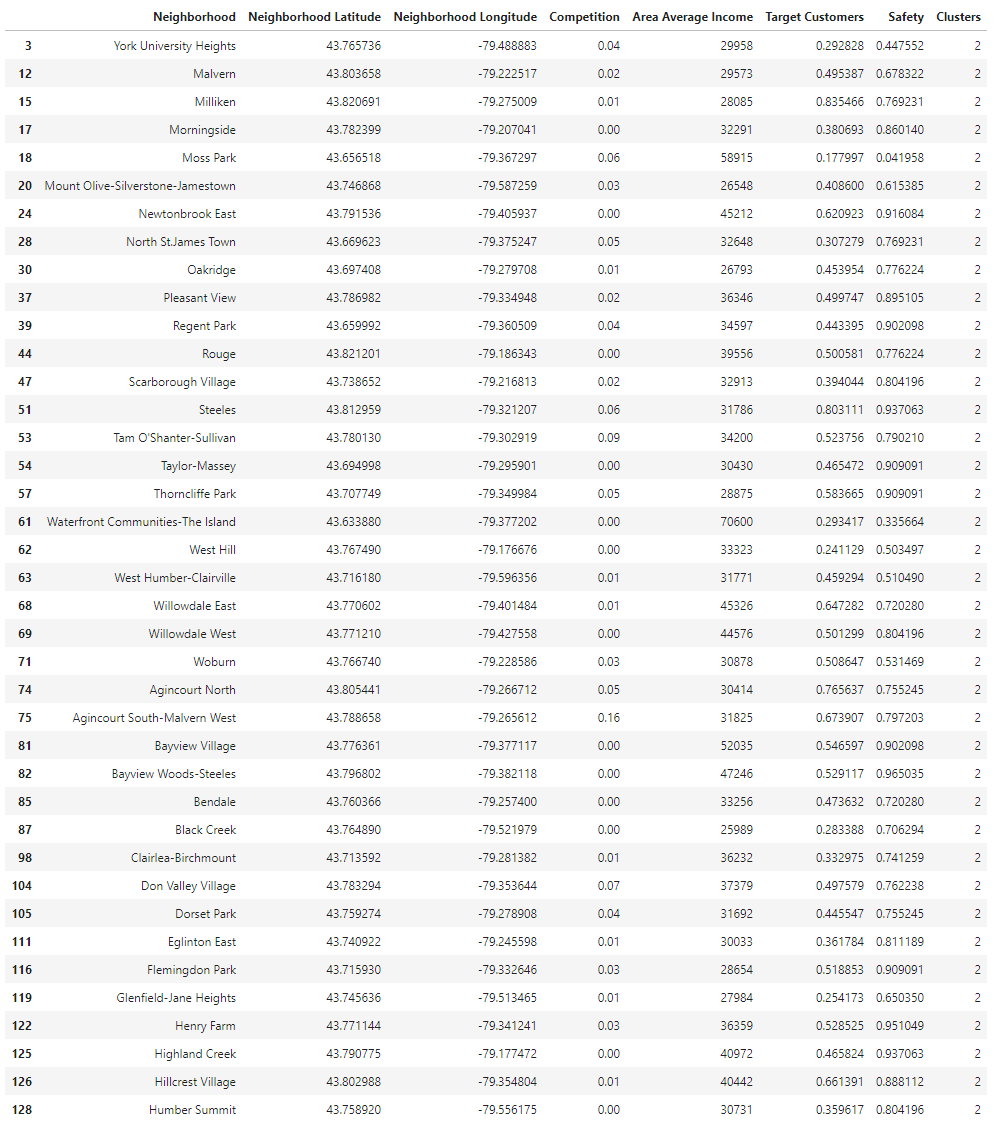 Neighborhood Neighborhood Latitude Neighborhood Longitude Competition Area Average Income Target Customers Safety Clusters
3 York University Heights 43.765736 -79.488883 0.04 29958 0.292828 0.447552 2
12 Malvern 43.803658 -79.222517 0.02 29573 0.495387 0.678322 2
15 Milliken 43.820691 -79.275009 0.01 28085 0.835466 0.769231 2
17 Morningside 43.782399 -79.207041 0.00 32291 0.380693 0.860140 2
18 Moss Park 43.656518 -79.367297 0.06 58915 0.177997 0.041958 2
20 Mount Olive-Silverstone-Jamestown 43.746868 -79.587259 0.03 26548 0.408600 0.615385 2
24 Newtonbrook East 43.791536 -79.405937 0.00 45212 0.620923 0.916084 2
28 North St.James Town 43.669623 -79.375247 0.05 32648 0.307279 0.769231 2
30 Oakridge 43.697408 -79.279708 0.01 26793 0.453954 0.776224 2
37 Pleasant View 43.786982 -79.334948 0.02 36346 0.499747 0.895105 2
39 Regent Park 43.659992 -79.360509 0.04 34597 0.443395 0.902098 2
44 Rouge 43.821201 -79.186343 0.00 39556 0.500581 0.776224 2
47 Scarborough Village 43.738652 -79.216813 0.02 32913 0.394044 0.804196 2
51 Steeles 43.812959 -79.321207 0.06 31786 0.803111 0.937063 2
53 Tam O'Shanter-Sullivan 43.780130 -79.302919 0.09 34200 0.523756 0.790210 2
54 Taylor-Massey 43.694998 -79.295901 0.00 30430 0.465472 0.909091 2
57 Thorncliffe Park 43.707749 -79.349984 0.05 28875 0.583665 0.909091 2
61 Waterfront Communities-The Island 43.633880 -79.377202 0.00 70600 0.293417 0.335664 2
62 West Hill 43.767490 -79.176676 0.00 33323 0.241129 0.503497 2
63 West Humber-Clairville 43.716180 -79.596356 0.01 31771 0.459294 0.510490 2
68 Willowdale East 43.770602 -79.401484 0.01 45326 0.647282 0.720280 2
69 Willowdale West 43.771210 -79.427558 0.00 44576 0.501299 0.804196 2
71 Woburn 43.766740 -79.228586 0.03 30878 0.508647 0.531469 2
74 Agincourt North 43.805441 -79.266712 0.05 30414 0.765637 0.755245 2
75 Agincourt South-Malvern West 43.788658 -79.265612 0.16 31825 0.673907 0.797203 2
81 Bayview Village 43.776361 -79.377117 0.00 52035 0.546597 0.902098 2
82 Bayview Woods-Steeles 43.796802 -79.382118 0.00 47246 0.529117 0.965035 2
85 Bendale 43.760366 -79.257400 0.00 33256 0.473632 0.720280 2
87 Black Creek 43.764890 -79.521979 0.00 25989 0.283388 0.706294 2
98 Clairlea-Birchmount 43.713592 -79.281382 0.01 36232 0.332975 0.741259 2
104 Don Valley Village 43.783294 -79.353644 0.07 37379 0.497579 0.762238 2
105 Dorset Park 43.759274 -79.278908 0.04 31692 0.445547 0.755245 2
111 Eglinton East 43.740922 -79.245598 0.01 30033 0.361784 0.811189 2
116 Flemingdon Park 43.715930 -79.332646 0.03 28654 0.518853 0.909091 2
119 Glenfield-Jane Heights 43.745636 -79.513465 0.01 27984 0.254173 0.650350 2
122 Henry Farm 43.771144 -79.341241 0.03 36359 0.528525 0.951049 2
125 Highland Creek 43.790775 -79.177472 0.00 40972 0.465824 0.937063 2
126 Hillcrest Village 43.802988 -79.354804 0.01 40442 0.661391 0.888112 2
128 Humber Summit 43.758920 -79.556175 0.00 30731 0.359617 0.804196 2